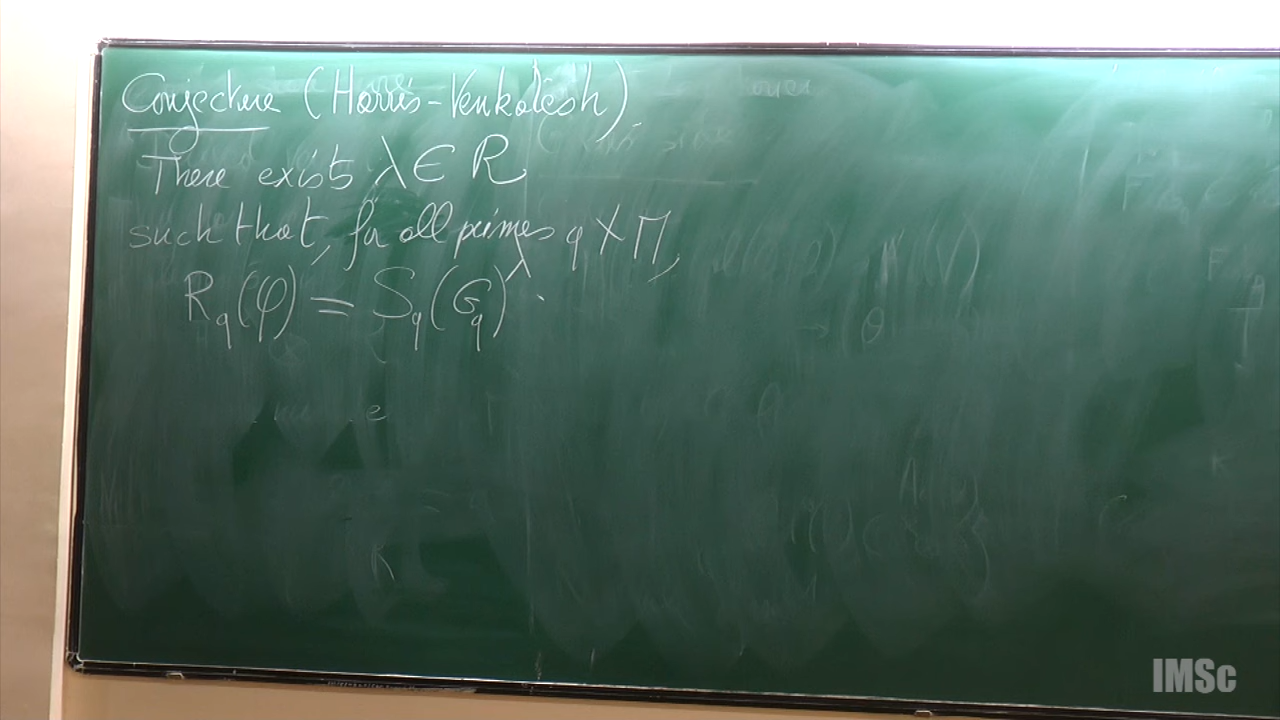 Conjecture (Harris-Venkatesh)
There exists λ ∈ R
such that, for all primes q ∤ M,
R_q(φ) = S_q(G_q)^λ.
IMSc